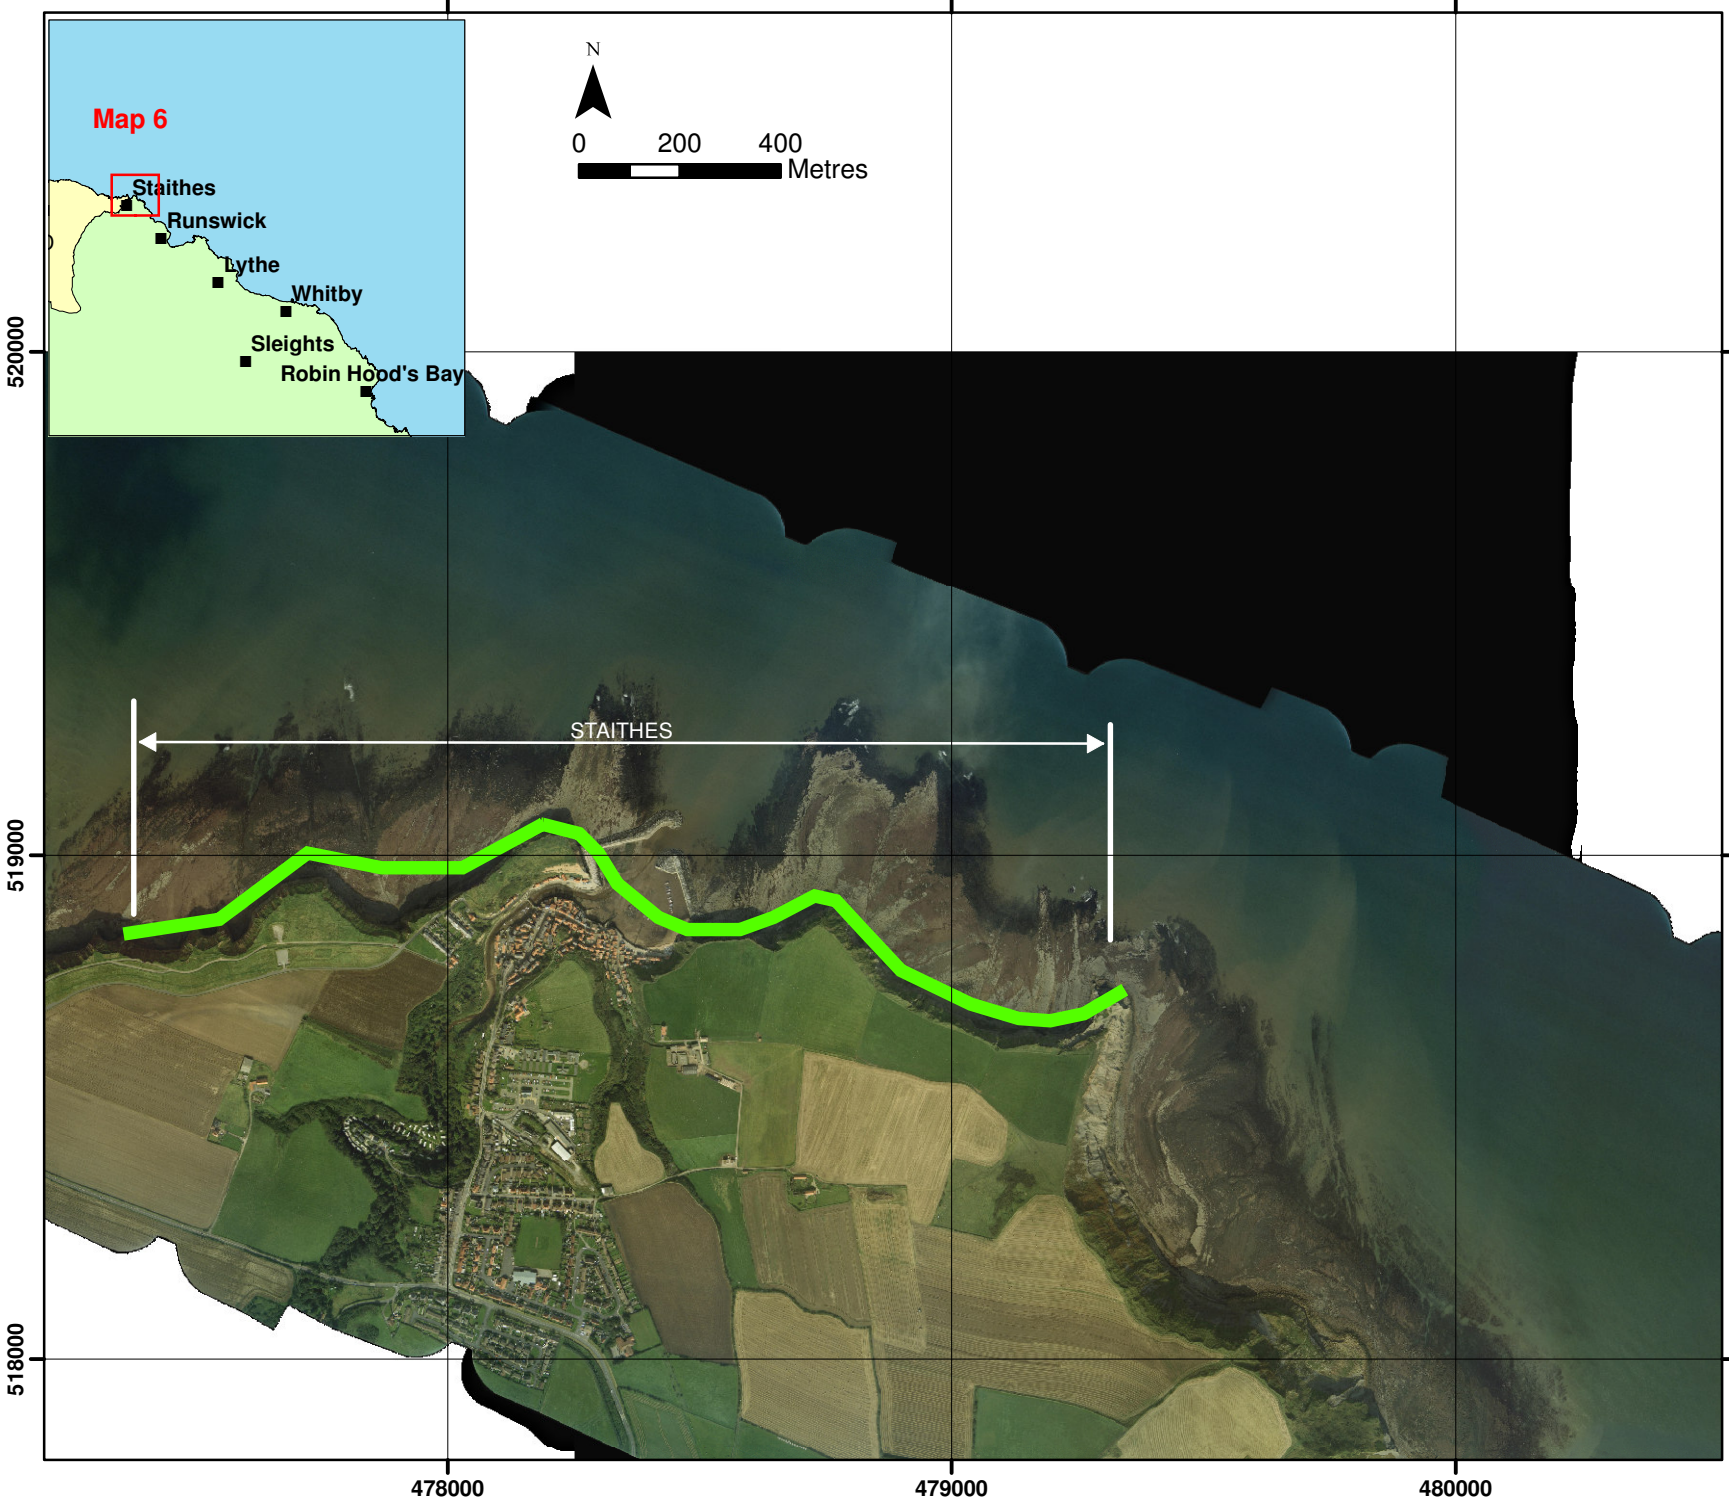 Map 6
Staithes
Runswick
Lythe
Whitby
Sleights
Robin Hood's Bay
N
0 200 400
Metres
STAITHES
520000
519000
518000
478000 479000 480000